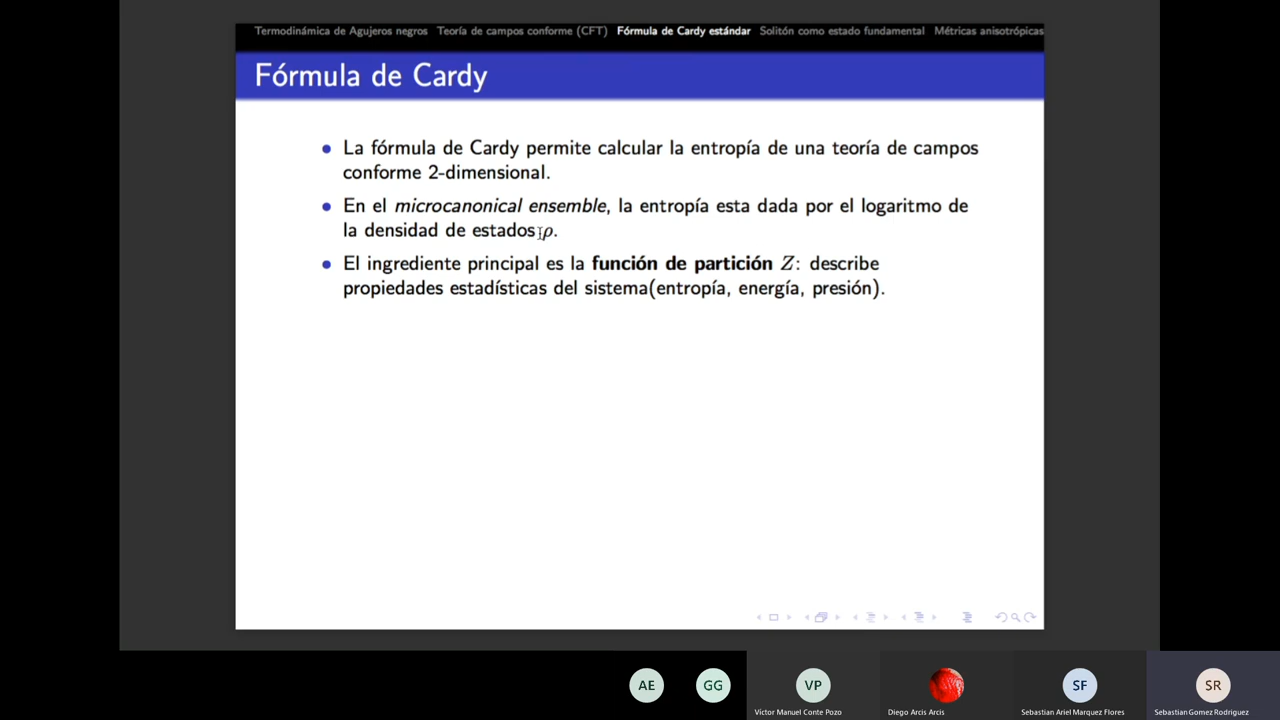 Termodinámica de Agujeros negros Teoría de campos conforme (CFT) Fórmula de Cardy estándar Solitón como estado fundamental Métricas anisotrópicas
Fórmula de Cardy
La fórmula de Cardy permite calcular la entropía de una teoría de campos
conforme 2-dimensional.
En el microcanonical ensemble, la entropía esta dada por el logaritmo de
la densidad de estados ρ.
El ingrediente principal es la función de partición Z: describe
propiedades estadísticas del sistema(entropía, energía, presión).
AE GG VP SF SR
Víctor Manuel Conte Pozo Diego Arcis Arcis Sebastian Ariel Marquez Flores Sebastian Gomez Rodriguez